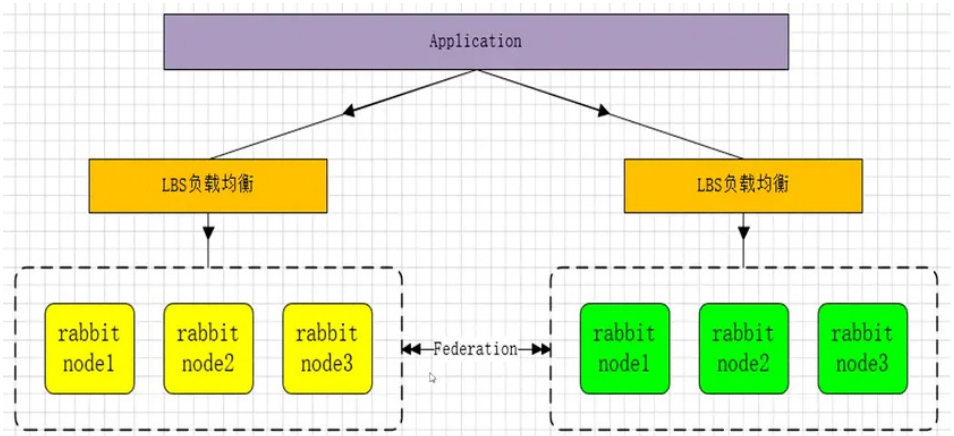 Application
LBS负载均衡
LBS负载均衡
rabbit
node1
rabbit
node2
rabbit
node3
Federation
rabbit
node1
rabbit
node2
rabbit
node3